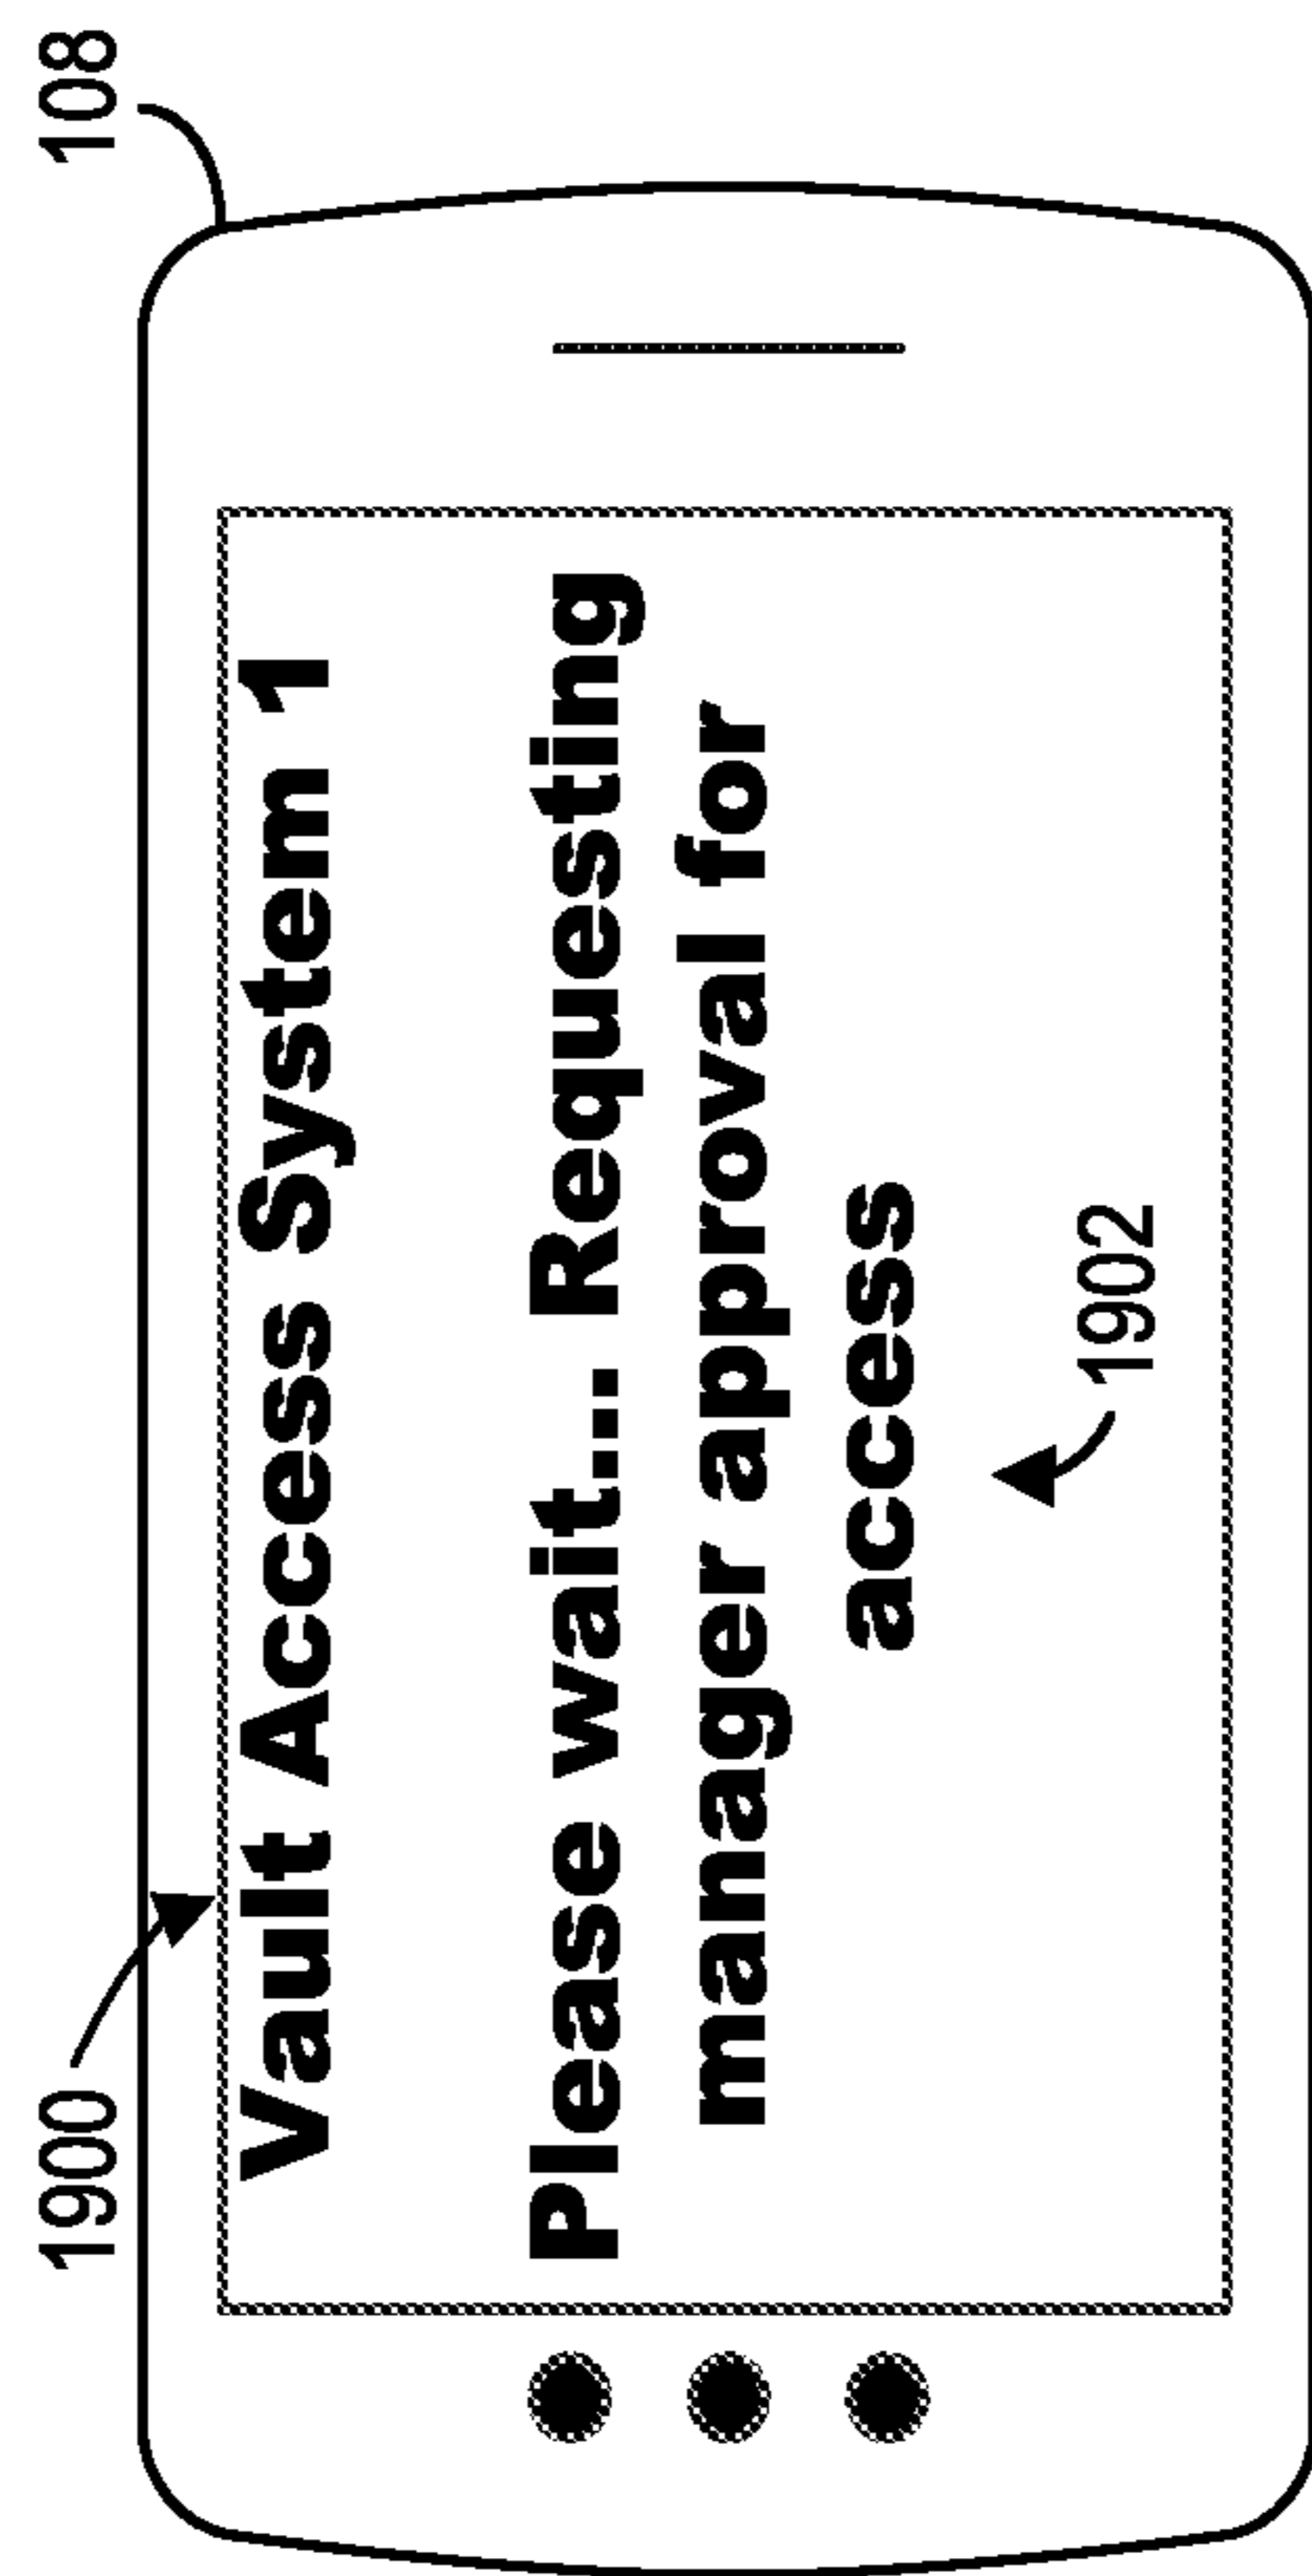 108
1900
Vault Access System 1
Please wait... Requesting
manager approval for
access
1902